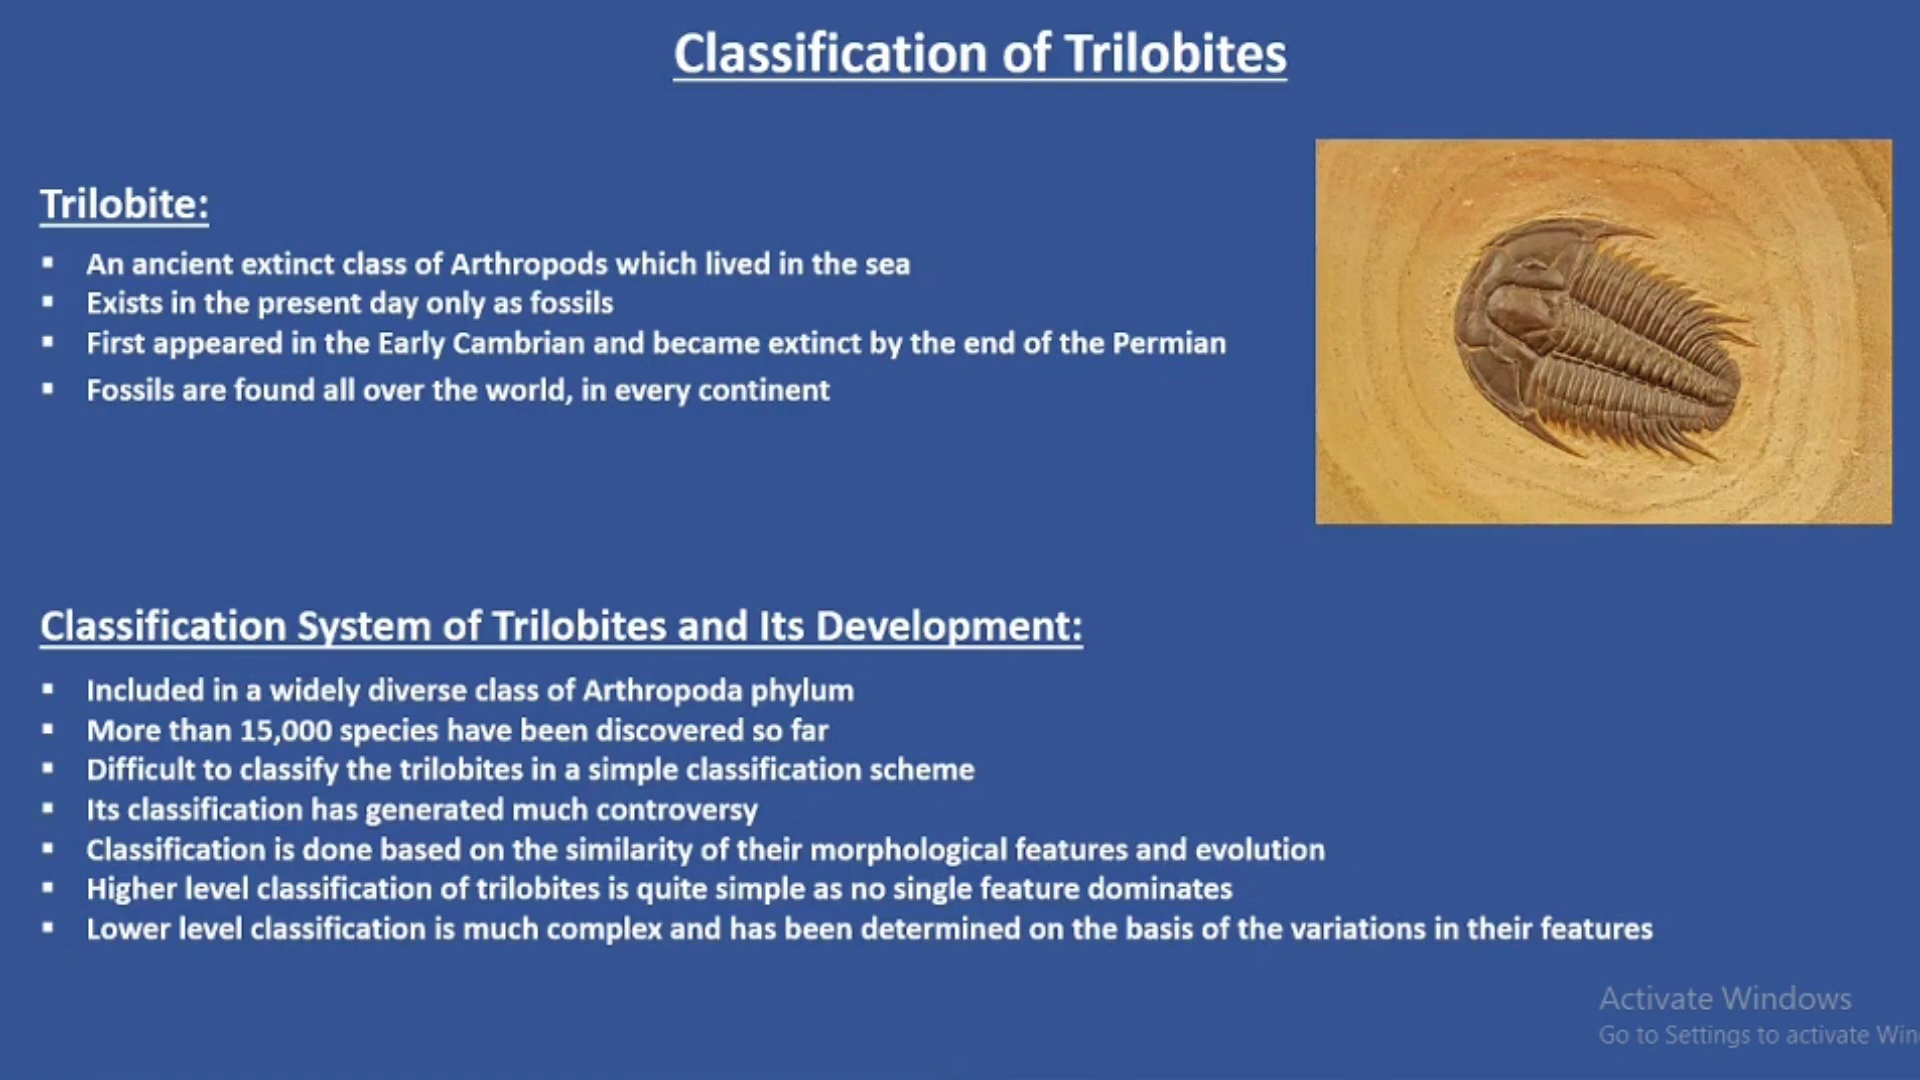 Classification of Trilobites
Trilobite:
▪ An ancient extinct class of Arthropods which lived in the sea
▪ Exists in the present day only as fossils
▪ First appeared in the Early Cambrian and became extinct by the end of the Permian
▪ Fossils are found all over the world, in every continent
Classification System of Trilobites and Its Development:
▪ Included in a widely diverse class of Arthropoda phylum
▪ More than 15,000 species have been discovered so far
▪ Difficult to classify the trilobites in a simple classification scheme
▪ Its classification has generated much controversy
▪ Classification is done based on the similarity of their morphological features and evolution
▪ Higher level classification of trilobites is quite simple as no single feature dominates
▪ Lower level classification is much complex and has been determined on the basis of the variations in their features
Activate Windows
Go to Settings to activate Win